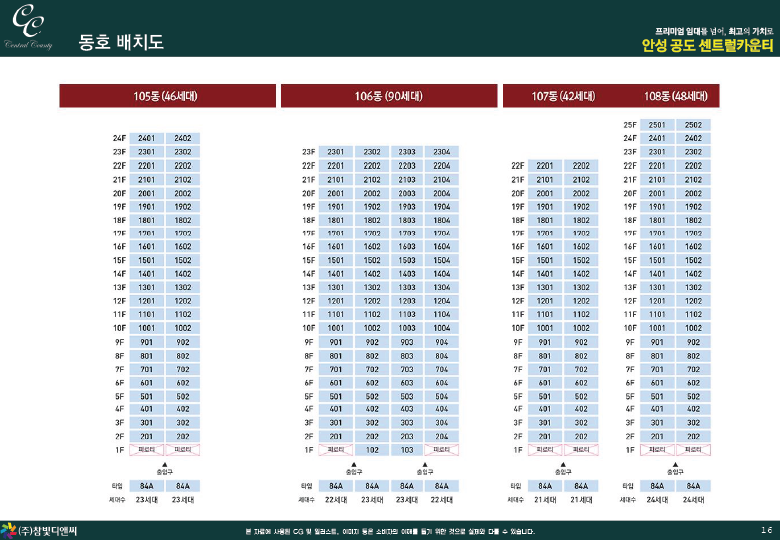 CC
Central County
동호 배치도
프리미엄 임대를 넘어, 최고의 가치로
안성 공도 센트럴카운티
105동 (46세대) 106동 (90세대) 107동 (42세대) 108동 (48세대)
25F 2501 2502
24F 2401 2402 24F 2401 2402
23F 2301 2302 23F 2301 2302 2303 2304 23F 2301 2302
22F 2201 2202 22F 2201 2202 2203 2204 22F 2201 2202 22F 2201 2202
21F 2101 2102 21F 2101 2102 2103 2104 21F 2101 2102 21F 2101 2102
20F 2001 2002 20F 2001 2002 2003 2004 20F 2001 2002 20F 2001 2002
19F 1901 1902 19F 1901 1902 1903 1904 19F 1901 1902 19F 1901 1902
18F 1801 1802 18F 1801 1802 1803 1804 18F 1801 1802 18F 1801 1802
17F 1701 1702 17F 1701 1702 1703 1704 17F 1701 1702 17F 1701 1702
16F 1601 1602 16F 1601 1602 1603 1604 16F 1601 1602 16F 1601 1602
15F 1501 1502 15F 1501 1502 1503 1504 15F 1501 1502 15F 1501 1502
14F 1401 1402 14F 1401 1402 1403 1404 14F 1401 1402 14F 1401 1402
13F 1301 1302 13F 1301 1302 1303 1304 13F 1301 1302 13F 1301 1302
12F 1201 1202 12F 1201 1202 1203 1204 12F 1201 1202 12F 1201 1202
11F 1101 1102 11F 1101 1102 1103 1104 11F 1101 1102 11F 1101 1102
10F 1001 1002 10F 1001 1002 1003 1004 10F 1001 1002 10F 1001 1002
9F 901 902 9F 901 902 903 904 9F 901 902 9F 901 902
8F 801 802 8F 801 802 803 804 8F 801 802 8F 801 802
7F 701 702 7F 701 702 703 704 7F 701 702 7F 701 702
6F 601 602 6F 601 602 603 604 6F 601 602 6F 601 602
5F 501 502 5F 501 502 503 504 5F 501 502 5F 501 502
4F 401 402 4F 401 402 403 404 4F 401 402 4F 401 402
3F 301 302 3F 301 302 303 304 3F 301 302 3F 301 302
2F 201 202 2F 201 202 203 204 2F 201 202 2F 201 202
1F 피로티 피로티 1F 피로티 102 103 피로티 1F 피로티 피로티 1F 피로티 피로티
출입구 출입구 출입구 출입구 출입구
타입 84A 84A 타입 84A 84A 84A 84A 타입 84A 84A 타입 84A 84A
세대수 23세대 23세대 세대수 22세대 23세대 23세대 22세대 세대수 21세대 21세대 세대수 24세대 24세대
(주)참빛디앤씨
본 자료에 사용된 CG 및 일러스트, 이미지 등은 소비자의 이해를 돕기 위한 것으로 실제와 다를 수 있습니다.
16